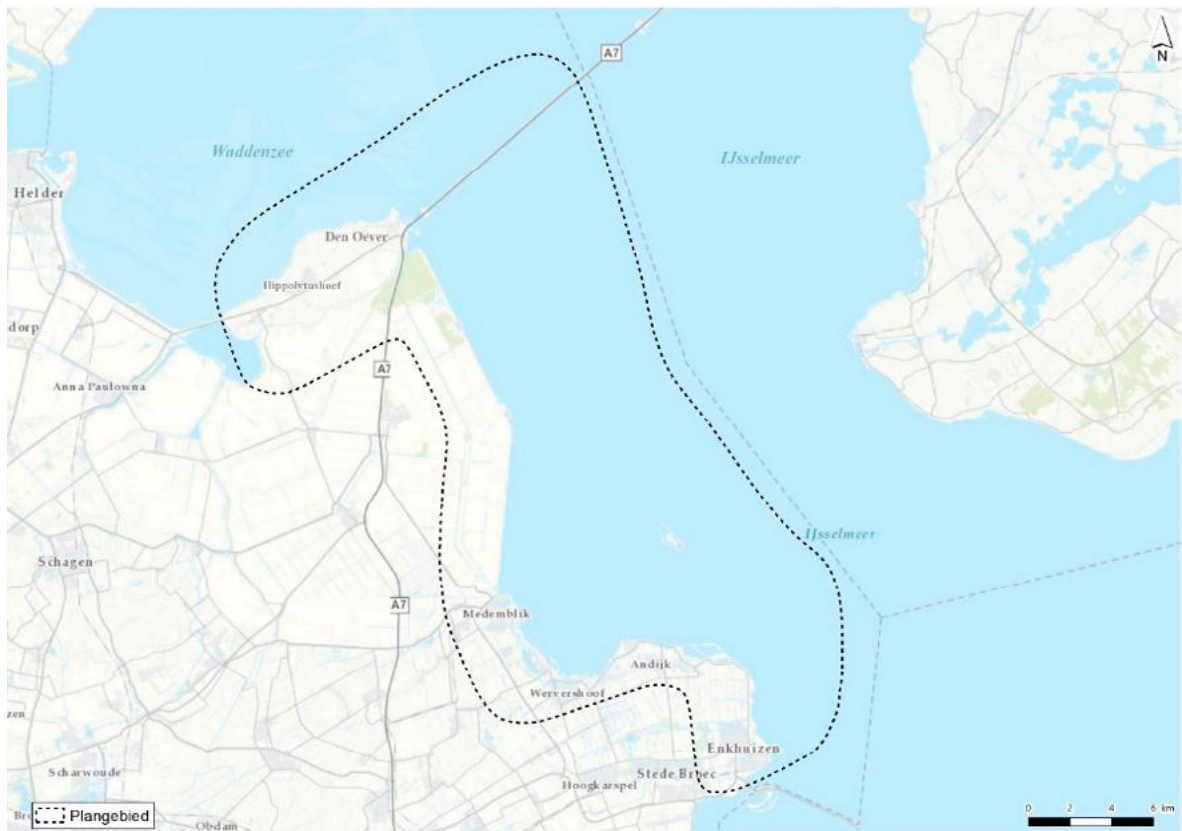 A7
N
Waddenzee
IJsselmeer
Helder
Den Oever
Hippolytushoef
dorp
A7
Anna Paulowna
IJsselmeer
Schagen
A7
Medemblik
Andijk
Wervershoof
zen
Enkhuizen
Scharwoude
Stede Broec
Hoogkarspel
Plangebied
Bro
Obdam
0 2 4 6 km